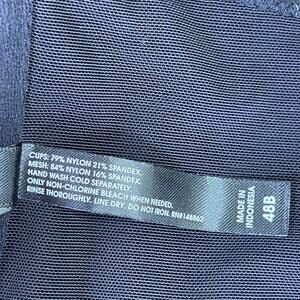 CUPS: 79% NYLON 21% SPANDEX.
MESH: 84% NYLON 16% SPANDEX.
HAND WASH COLD SEPARATELY.
ONLY NON-CHLORINE BLEACH WHEN NEEDED.
RINSE THOROUGHLY. LINE DRY. DO NOT IRON. RN#148862
MADE IN
INDONESIA
48B